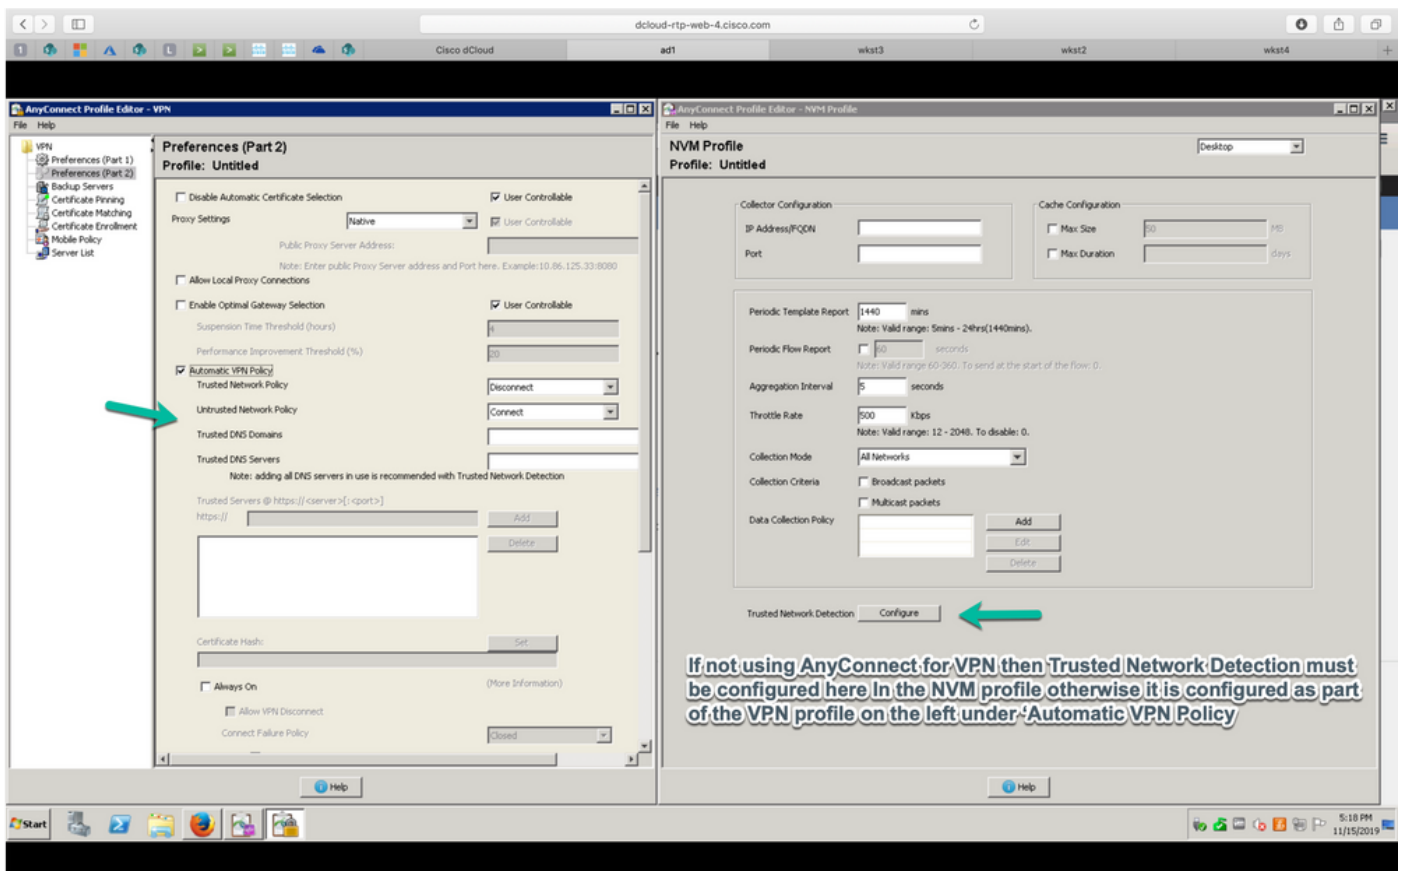 dcloud-rtp-web-4.cisco.com
Cisco dCloud
ad1
wkst3
wkst2
wkst4
AnyConnect Profile Editor - VPN
File Help
VPN
Preferences (Part 1)
Preferences (Part 2)
Backup Servers
Certificate Pinning
Certificate Matching
Certificate Enrollment
Mobile Policy
Server List
Preferences (Part 2)
Profile: Untitled
Disable Automatic Certificate Selection
User Controllable
Proxy Settings
Native
User Controllable
Public Proxy Server Address:
Note: Enter public Proxy Server address and Port here. Example:10.86.125.33:8080
Allow Local Proxy Connections
Enable Optimal Gateway Selection
User Controllable
Suspension Time Threshold (hours)
4
Performance Improvement Threshold (%)
20
Automatic VPN Policy
Trusted Network Policy
Disconnect
Untrusted Network Policy
Connect
Trusted DNS Domains
Trusted DNS Servers
Note: adding all DNS servers in use is recommended with Trusted Network Detection
Trusted Servers @ https://<server>[:<port>]
https://
Add
Delete
Certificate Hash:
Set
Always On
(More Information)
Allow VPN Disconnect
Connect Failure Policy
Closed
Help
AnyConnect Profile Editor - NVM Profile
File Help
NVM Profile
Desktop
Profile: Untitled
Collector Configuration
IP Address/FQDN
Port
Cache Configuration
Max Size
50
MB
Max Duration
days
Periodic Template Report
1440
mins
Note: Valid range: 5mins - 24hrs(1440mins).
Periodic Flow Report
60
seconds
Note: Valid range 60-360. To send at the start of the flow: 0.
Aggregation Interval
5
seconds
Throttle Rate
500
Kbps
Note: Valid range: 12 - 2048. To disable: 0.
Collection Mode
All Networks
Collection Criteria
Broadcast packets
Multicast packets
Data Collection Policy
Add
Edit
Delete
Trusted Network Detection
Configure
If not using AnyConnect for VPN then Trusted Network Detection must
be configured here In the NVM profile otherwise it is configured as part
of the VPN profile on the left under ‘Automatic VPN Policy
Help
Start
5:18 PM
11/15/2019